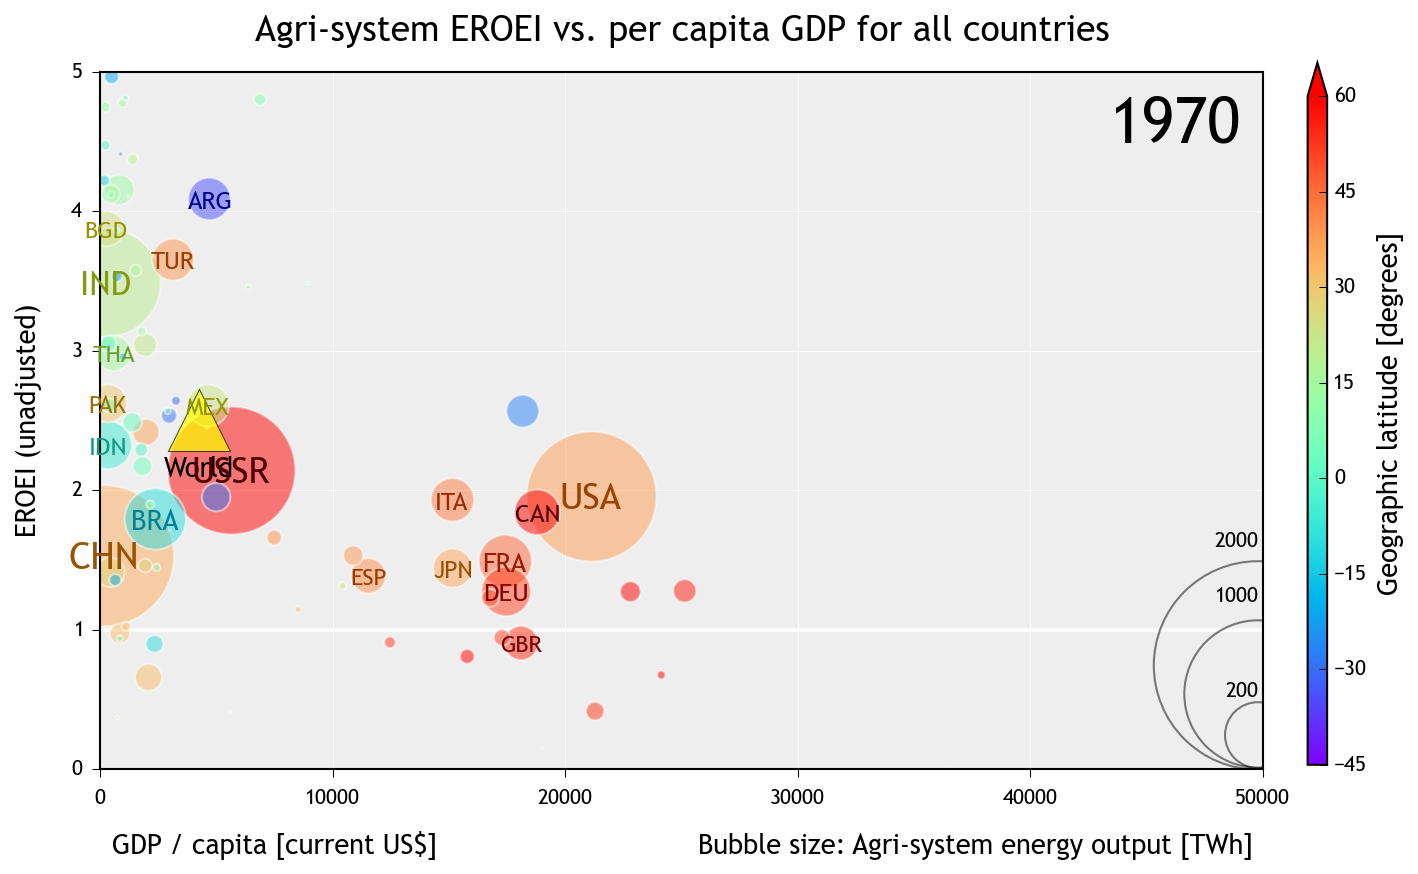 Agri-system EROEI vs. per capita GDP for all countries
1970
EROEI (unadjusted)
5
4
3
2
1
0
ARG
BGD
TUR
IND
THA
PAK
MEX
IDN
World
USSR
BRA
CHN
ITA
CAN
USA
ESP
JPN
FRA
DEU
GBR
2000
1000
200
0
10000
20000
30000
40000
50000
GDP / capita [current US$]
Bubble size: Agri-system energy output [TWh]
60
45
30
15
0
−15
−30
−45
Geographic latitude [degrees]